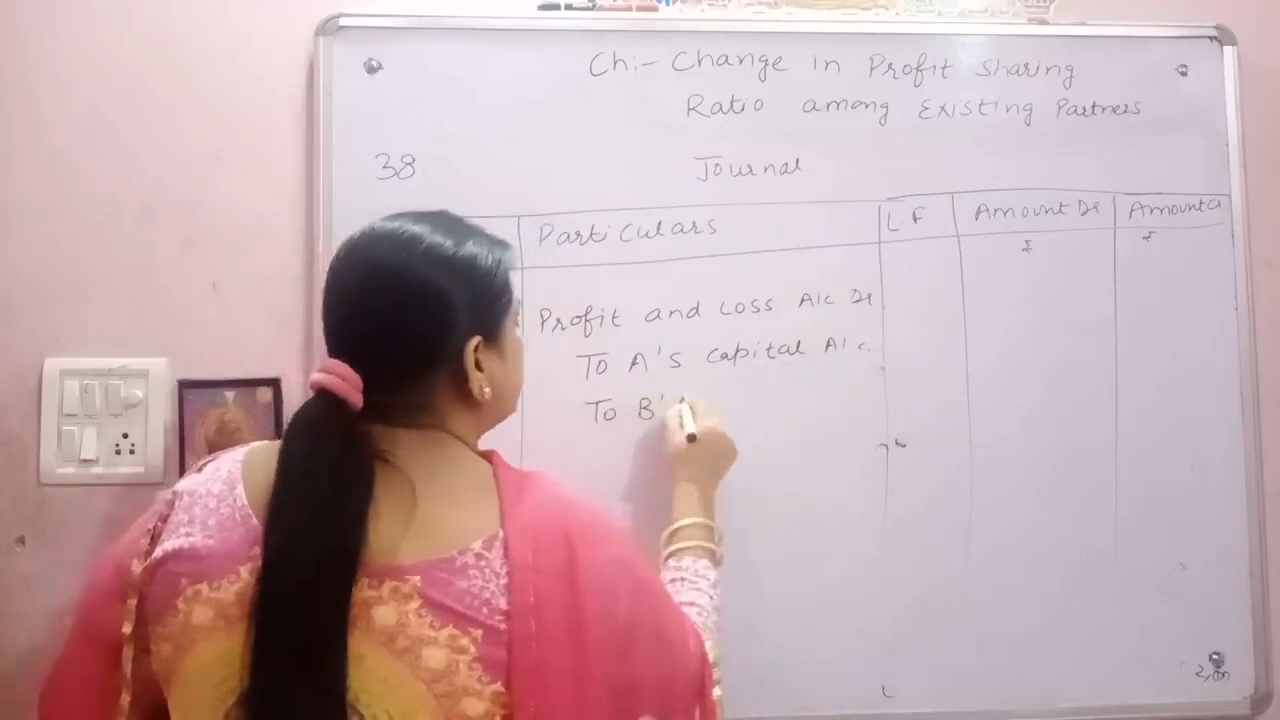 Ch:- Change in Profit Sharing
Ratio among Existing Partners
38
Journal
Particulars L.F Amount Dr Amount Cr
₹ ₹
Profit and Loss A/c Dr
To A's Capital A/c.
To B's